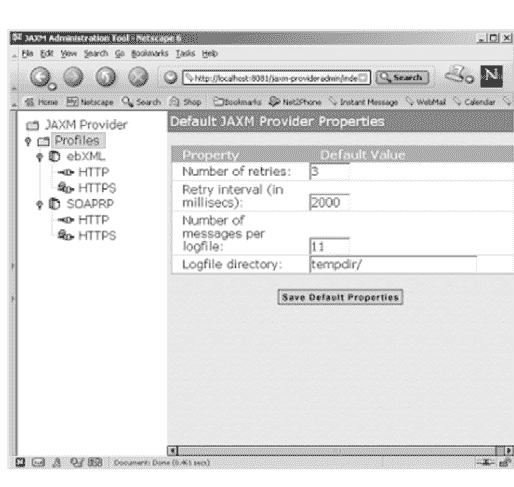 JAXM Administration Tool - Netscape 6
File Edit View Search Go Bookmarks Tasks Help
http://localhost:8081/jaxm-provideradmin/inde Search N
Home Netscape Search Shop Bookmarks Net2Phone Instant Message WebMail Calendar
JAXM Provider
Profiles
ebXML
HTTP
HTTPS
SOAPRP
HTTP
HTTPS
Default JAXM Provider Properties
Property Default Value
Number of retries: 3
Retry interval (in
millisecs): 2000
Number of
messages per
logfile: 11
Logfile directory: tempdir/
Save Default Properties
Document: Done (0.461 secs)